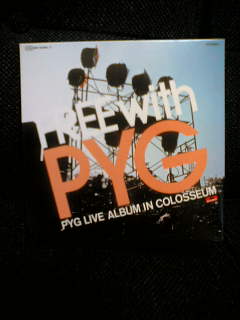 FREE with
PYG
PYG LIVE ALBUM IN COLOSSEUM